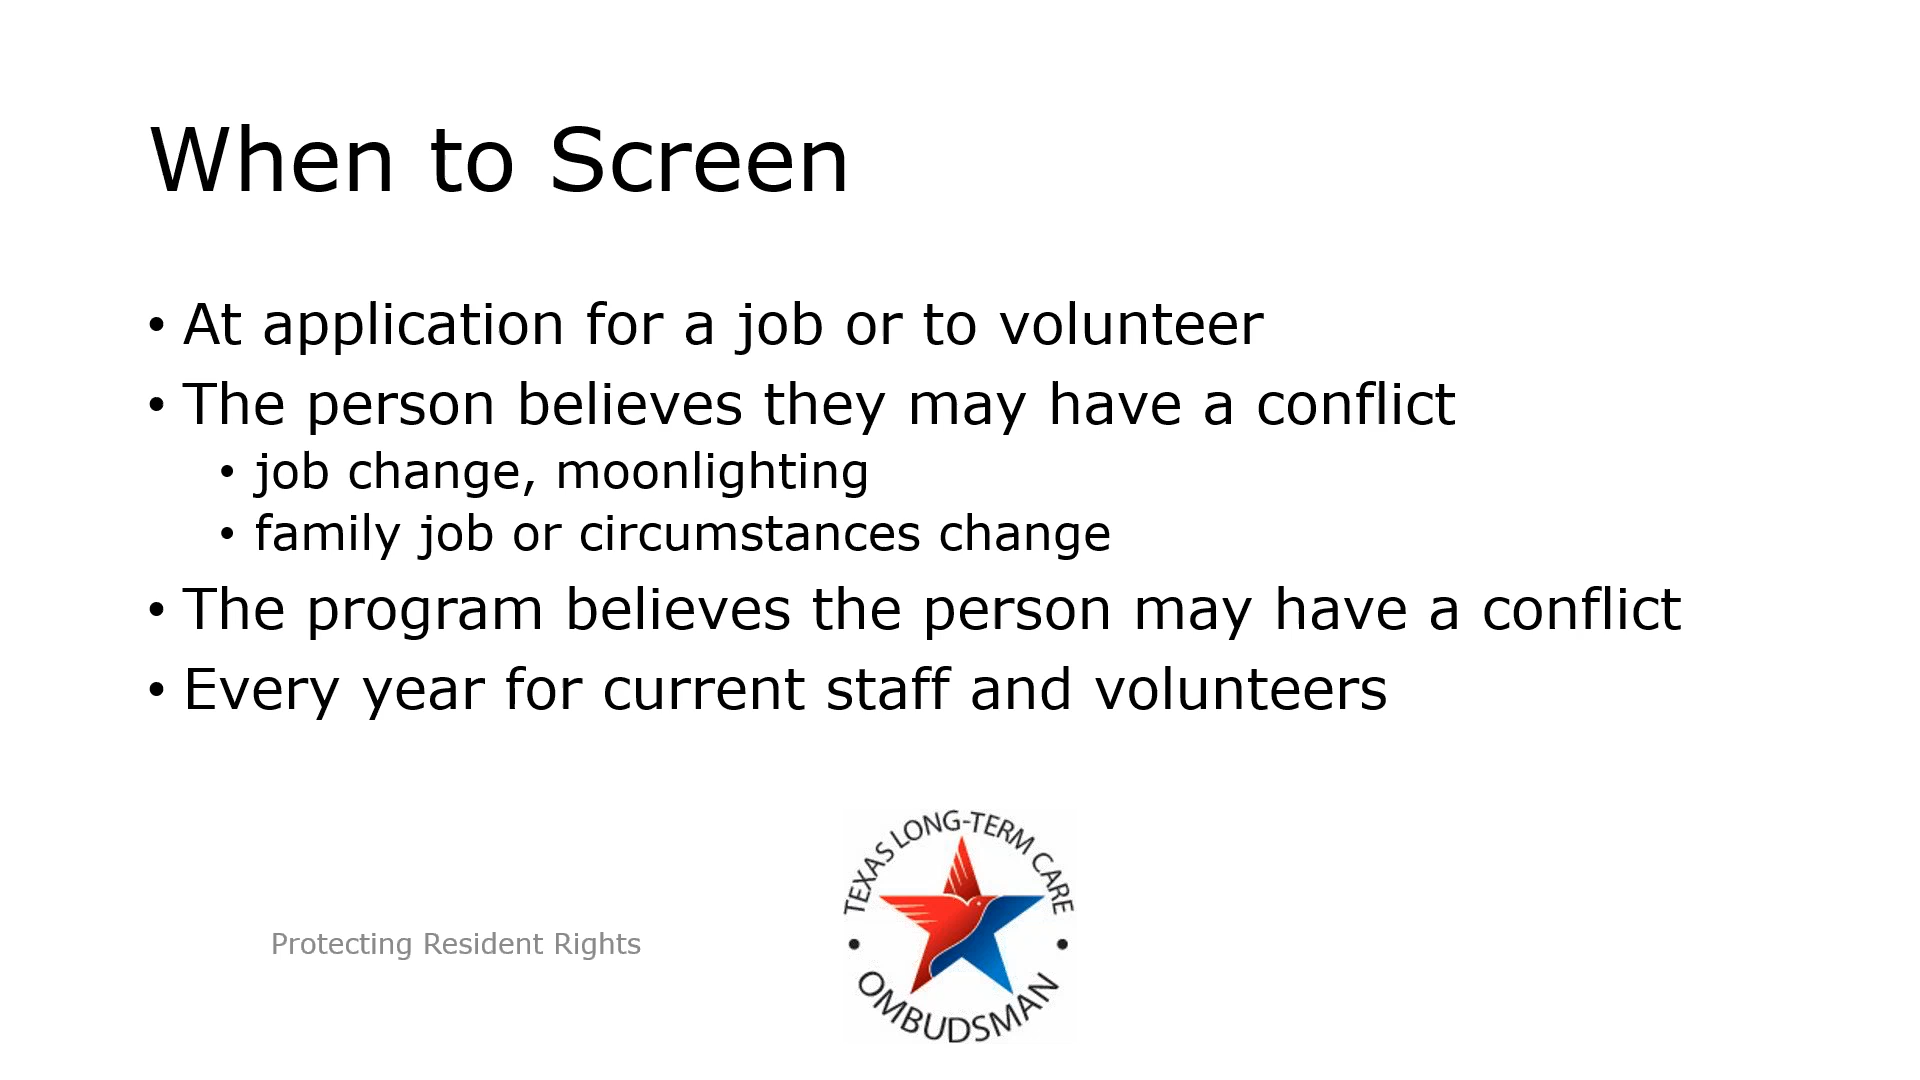 When to Screen
• At application for a job or to volunteer
• The person believes they may have a conflict
• job change, moonlighting
• family job or circumstances change
• The program believes the person may have a conflict
• Every year for current staff and volunteers
Protecting Resident Rights
TEXAS LONG-TERM CARE
• OMBUDSMAN •